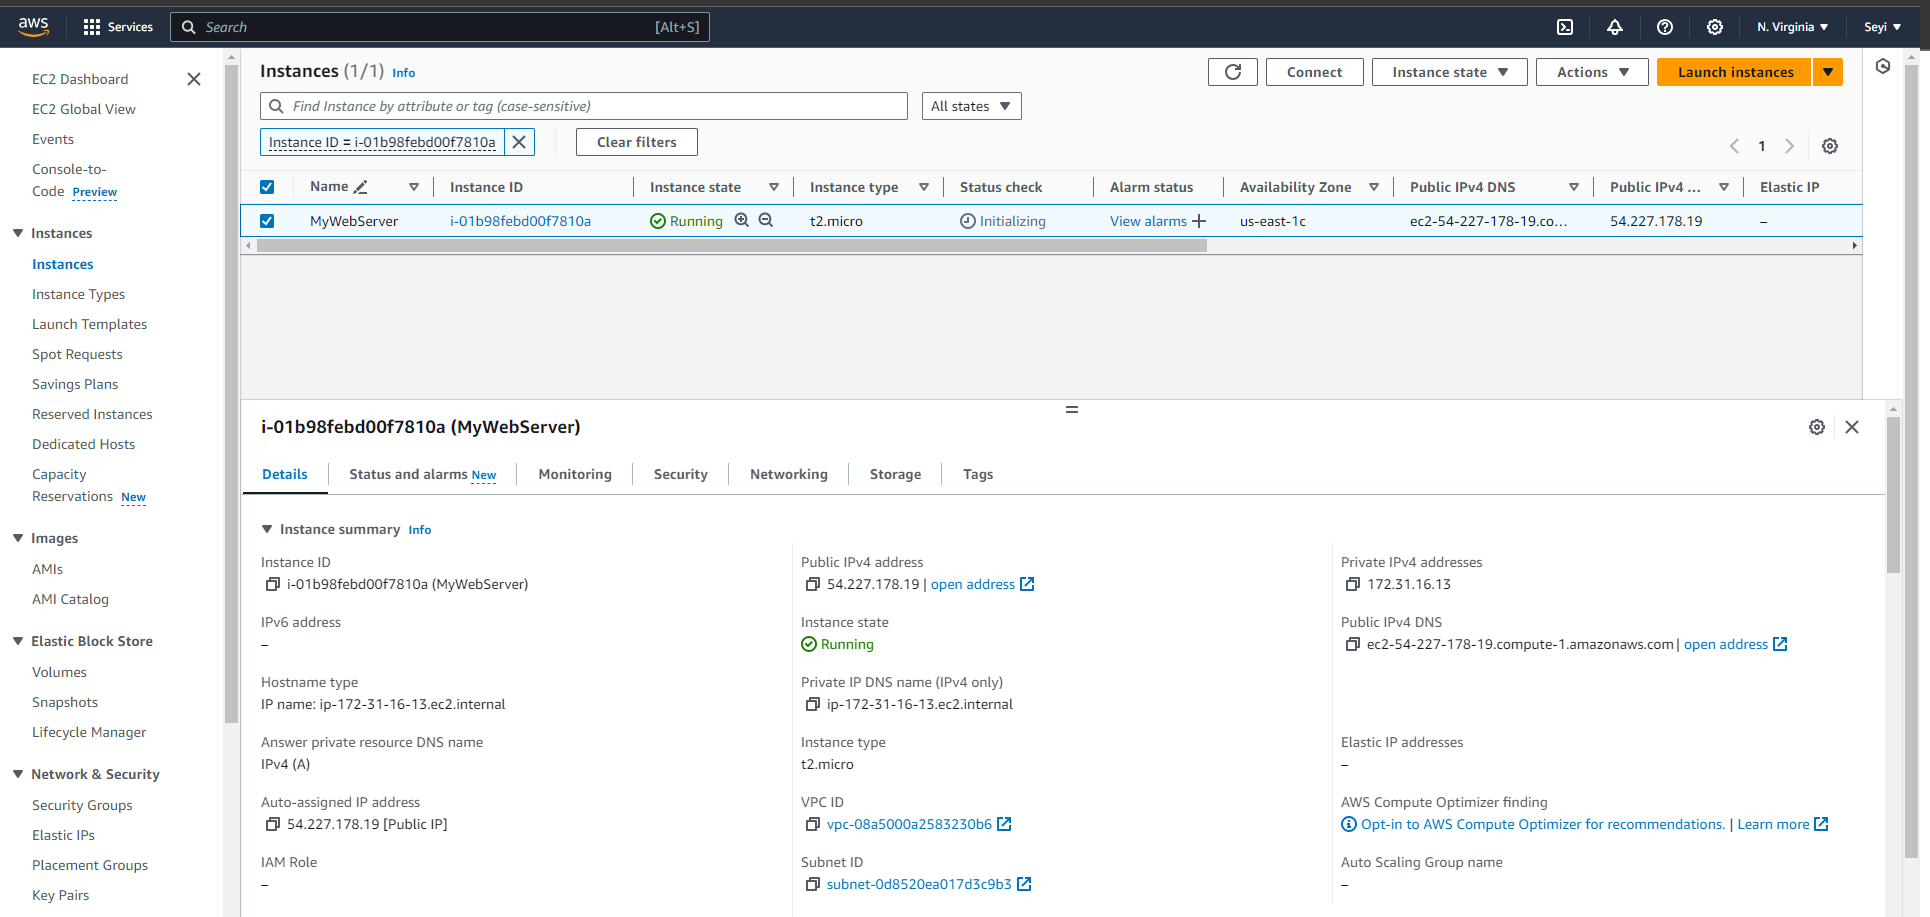 aws
Services
Search
[Alt+S]
N. Virginia
Seyi
EC2 Dashboard
EC2 Global View
Events
Console-to-
Code Preview
Instances
Instances
Instance Types
Launch Templates
Spot Requests
Savings Plans
Reserved Instances
Dedicated Hosts
Capacity
Reservations New
Images
AMIs
AMI Catalog
Elastic Block Store
Volumes
Snapshots
Lifecycle Manager
Network & Security
Security Groups
Elastic IPs
Placement Groups
Key Pairs
Instances (1/1) Info
Connect
Instance state
Actions
Launch instances
Find Instance by attribute or tag (case-sensitive)
All states
Instance ID = i-01b98febd00f7810a
Clear filters
1
Name Instance ID Instance state Instance type Status check Alarm status Availability Zone Public IPv4 DNS Public IPv4 ... Elastic IP
MyWebServer i-01b98febd00f7810a Running t2.micro Initializing View alarms + us-east-1c ec2-54-227-178-19.co... 54.227.178.19 –
i-01b98febd00f7810a (MyWebServer)
Details Status and alarms New Monitoring Security Networking Storage Tags
Instance summary Info
Instance ID
i-01b98febd00f7810a (MyWebServer)
Public IPv4 address
54.227.178.19 | open address
Private IPv4 addresses
172.31.16.13
IPv6 address
–
Instance state
Running
Public IPv4 DNS
ec2-54-227-178-19.compute-1.amazonaws.com | open address
Hostname type
IP name: ip-172-31-16-13.ec2.internal
Private IP DNS name (IPv4 only)
ip-172-31-16-13.ec2.internal
Answer private resource DNS name
IPv4 (A)
Instance type
t2.micro
Elastic IP addresses
–
Auto-assigned IP address
54.227.178.19 [Public IP]
VPC ID
vpc-08a5000a2583230b6
AWS Compute Optimizer finding
Opt-in to AWS Compute Optimizer for recommendations. | Learn more
IAM Role
–
Subnet ID
subnet-0d8520ea017d3c9b3
Auto Scaling Group name
–